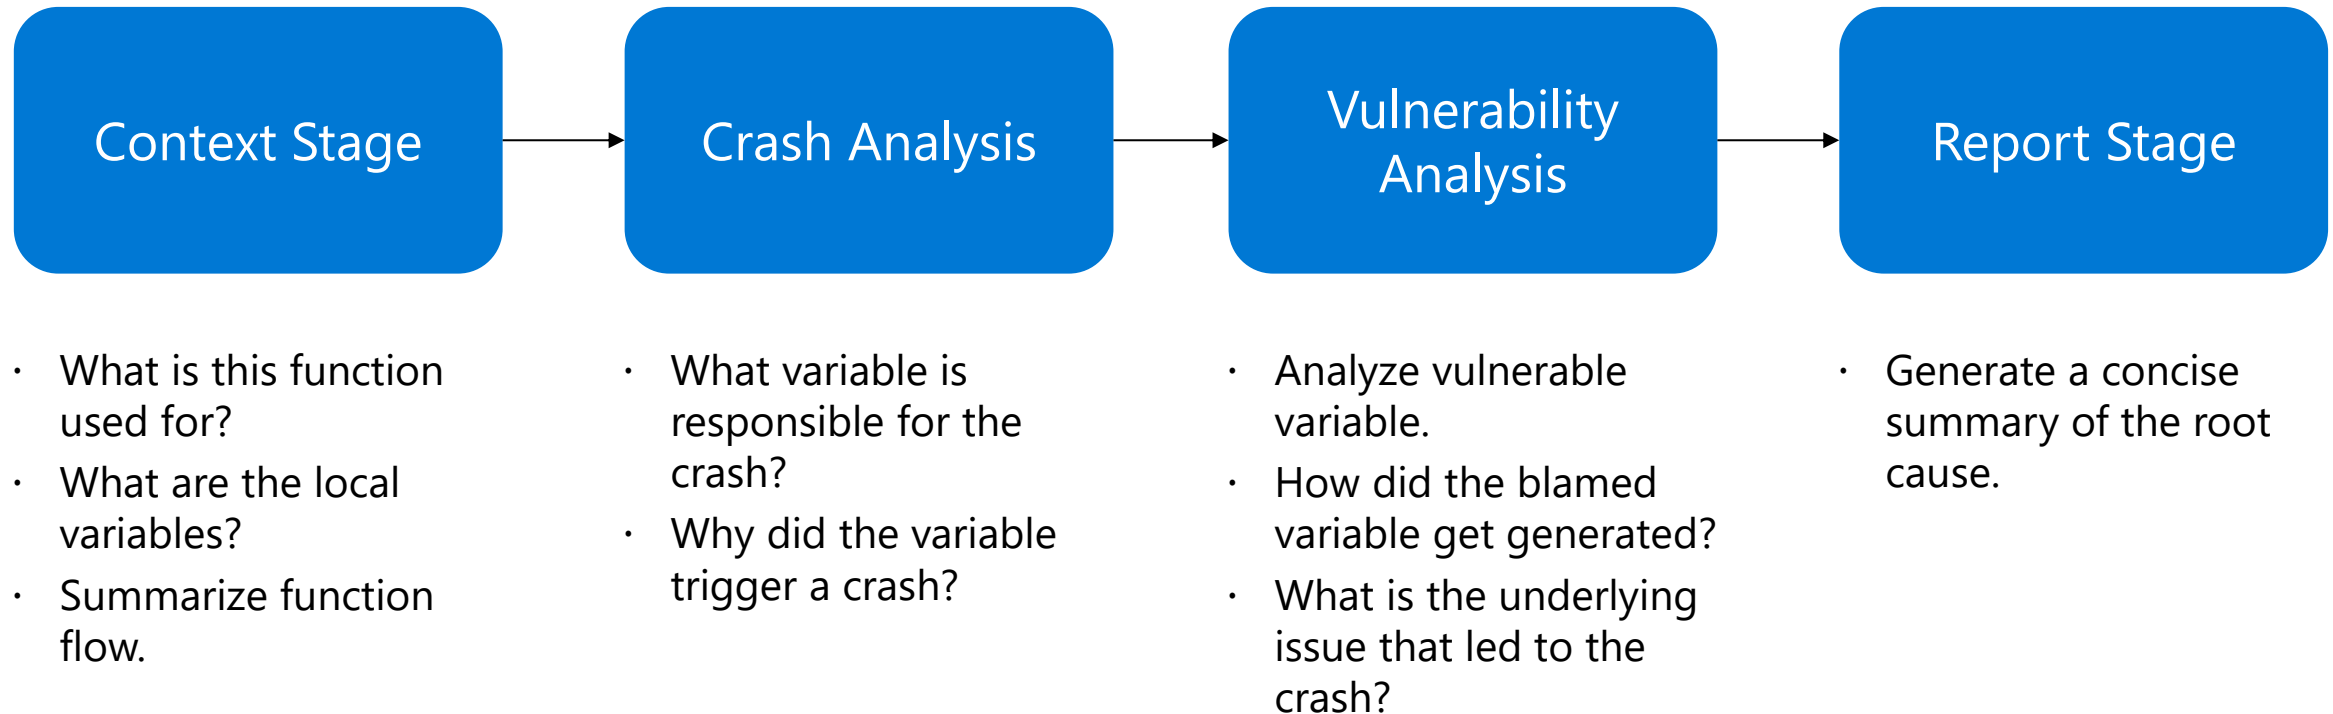 Context Stage
Crash Analysis
Vulnerability
Analysis
Report Stage
· What is this function
used for?
· What are the local
variables?
· Summarize function
flow.
· What variable is
responsible for the
crash?
· Why did the variable
trigger a crash?
· Analyze vulnerable
variable.
· How did the blamed
variable get generated?
· What is the underlying
issue that led to the
crash?
· Generate a concise
summary of the root
cause.